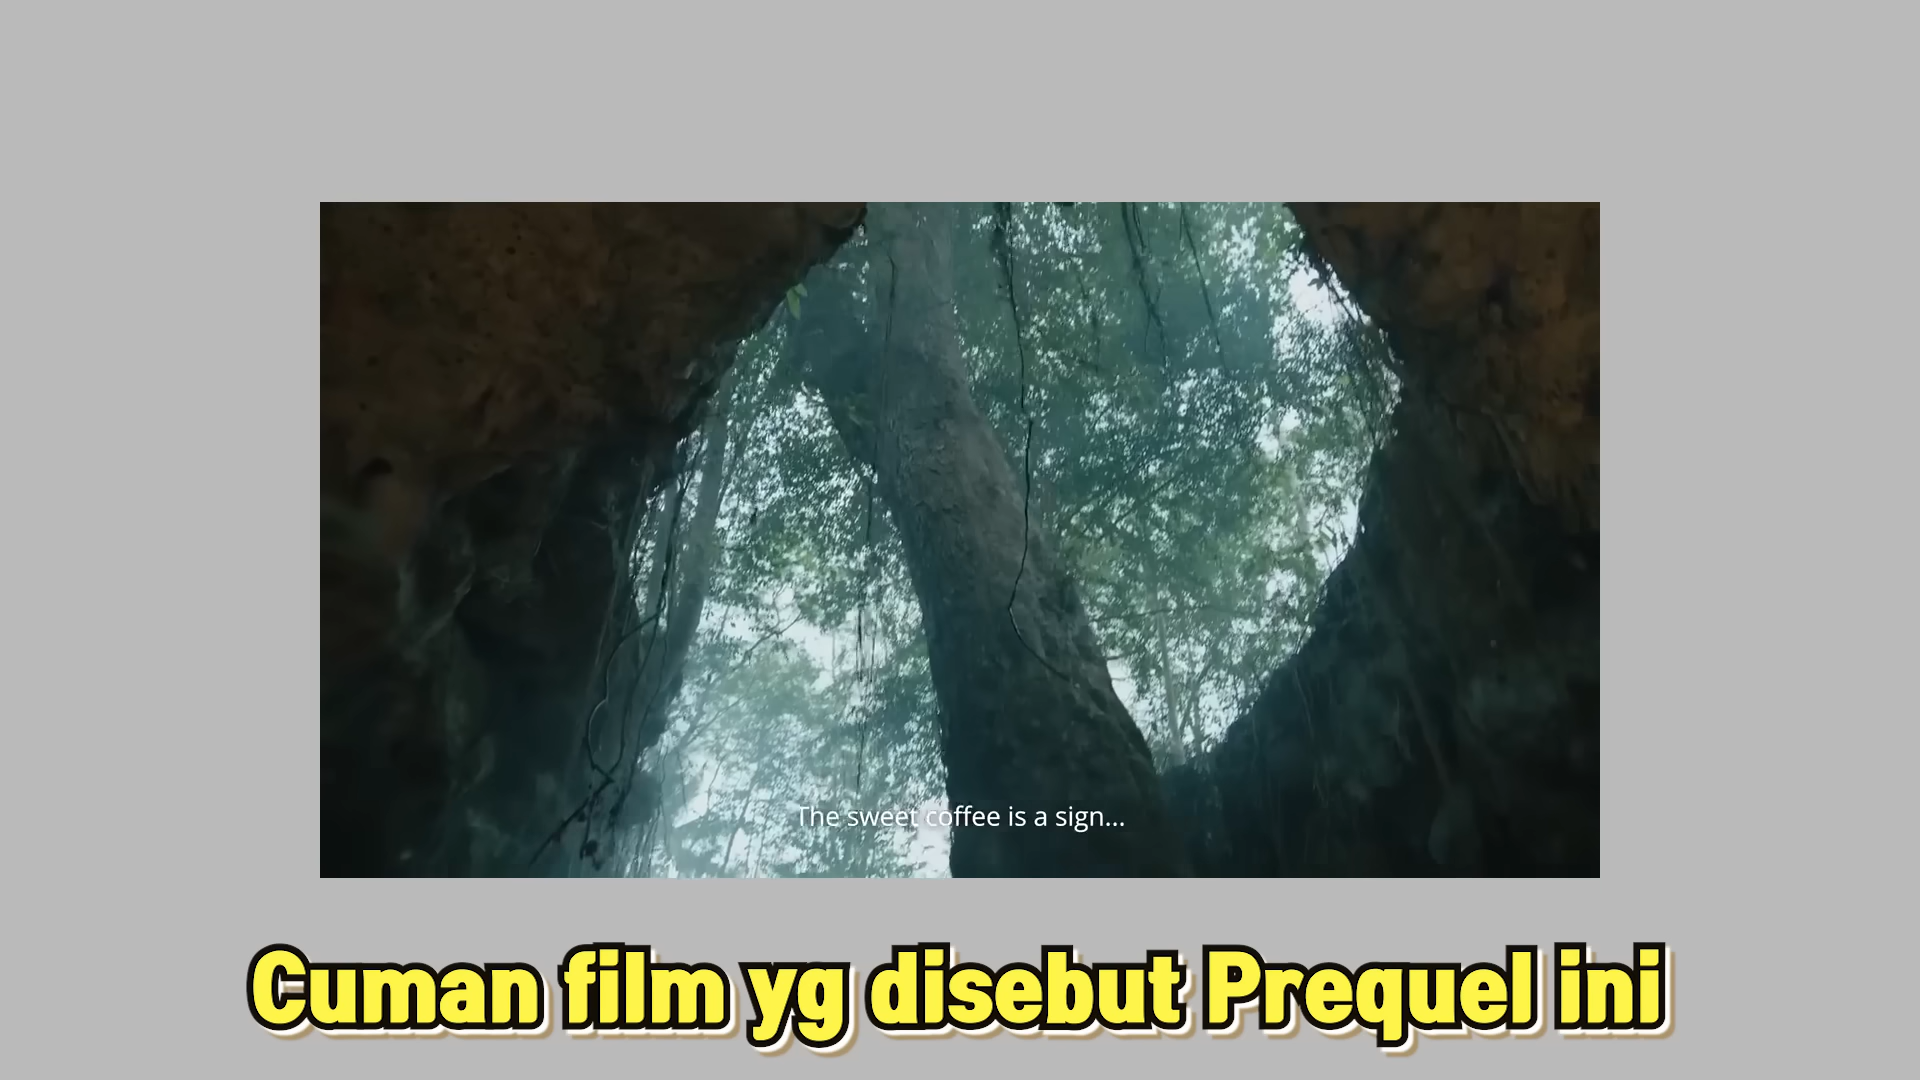 The sweet coffee is a sign...
Cuman film yg disebut Prequel ini